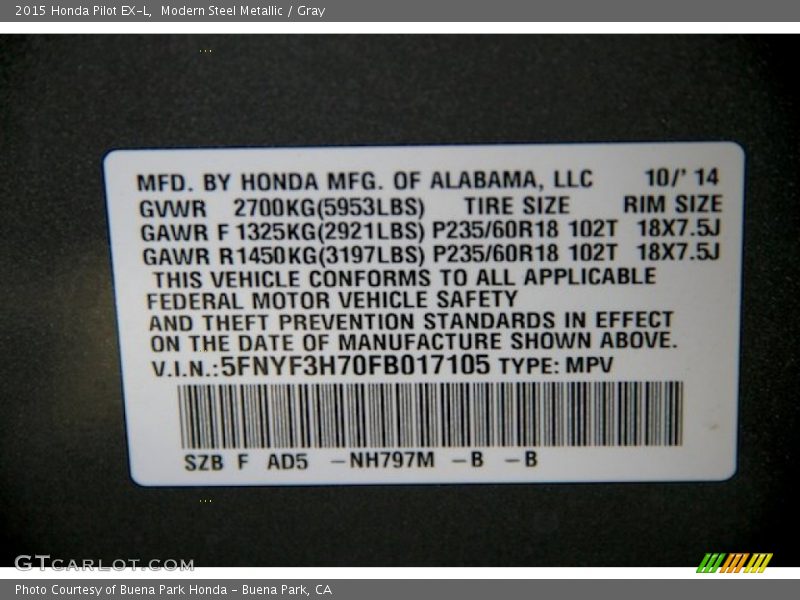 2015 Honda Pilot EX-L, Modern Steel Metallic / Gray
MFD. BY HONDA MFG. OF ALABAMA, LLC 10/' 14
GVWR 2700KG(5953LBS) TIRE SIZE RIM SIZE
GAWR F 1325KG(2921LBS) P235/60R18 102T 18X7.5J
GAWR R1450KG(3197LBS) P235/60R18 102T 18X7.5J
THIS VEHICLE CONFORMS TO ALL APPLICABLE
FEDERAL MOTOR VEHICLE SAFETY
AND THEFT PREVENTION STANDARDS IN EFFECT
ON THE DATE OF MANUFACTURE SHOWN ABOVE.
V.I.N.:5FNYF3H70FB017105 TYPE: MPV
SZB F AD5 -NH797M -B -B
GTCARLOT.COM
Photo Courtesy of Buena Park Honda - Buena Park, CA